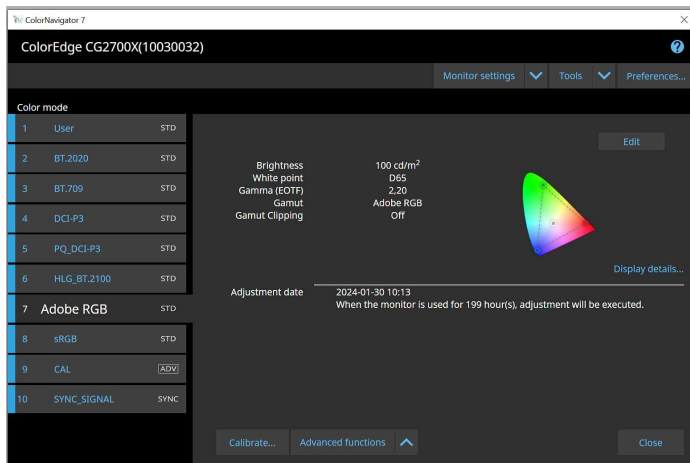 ColorNavigator 7
ColorEdge CG2700X(10030032)
?
Monitor settings Tools Preferences...
Color mode
1 User STD
2 BT.2020 STD
3 BT.709 STD
4 DCI-P3 STD
5 PQ_DCI-P3 STD
6 HLG_BT.2100 STD
7 Adobe RGB STD
8 sRGB STD
9 CAL ADV
10 SYNC_SIGNAL SYNC
Edit
Brightness 100 cd/m²
White point D65
Gamma (EOTF) 2,20
Gamut Adobe RGB
Gamut Clipping Off
Display details...
Adjustment date 2024-01-30 10:13
When the monitor is used for 199 hour(s), adjustment will be executed.
Calibrate... Advanced functions Close